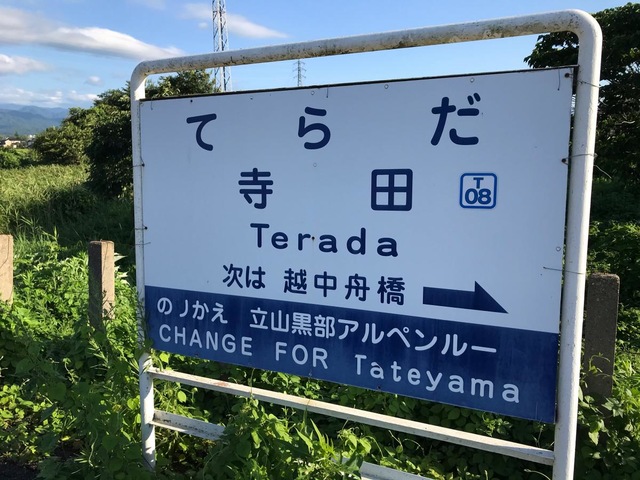 てらだ
寺田 T 08
Terada
次は 越中舟橋
のりかえ 立山黒部アルペンルー
CHANGE FOR Tateyama